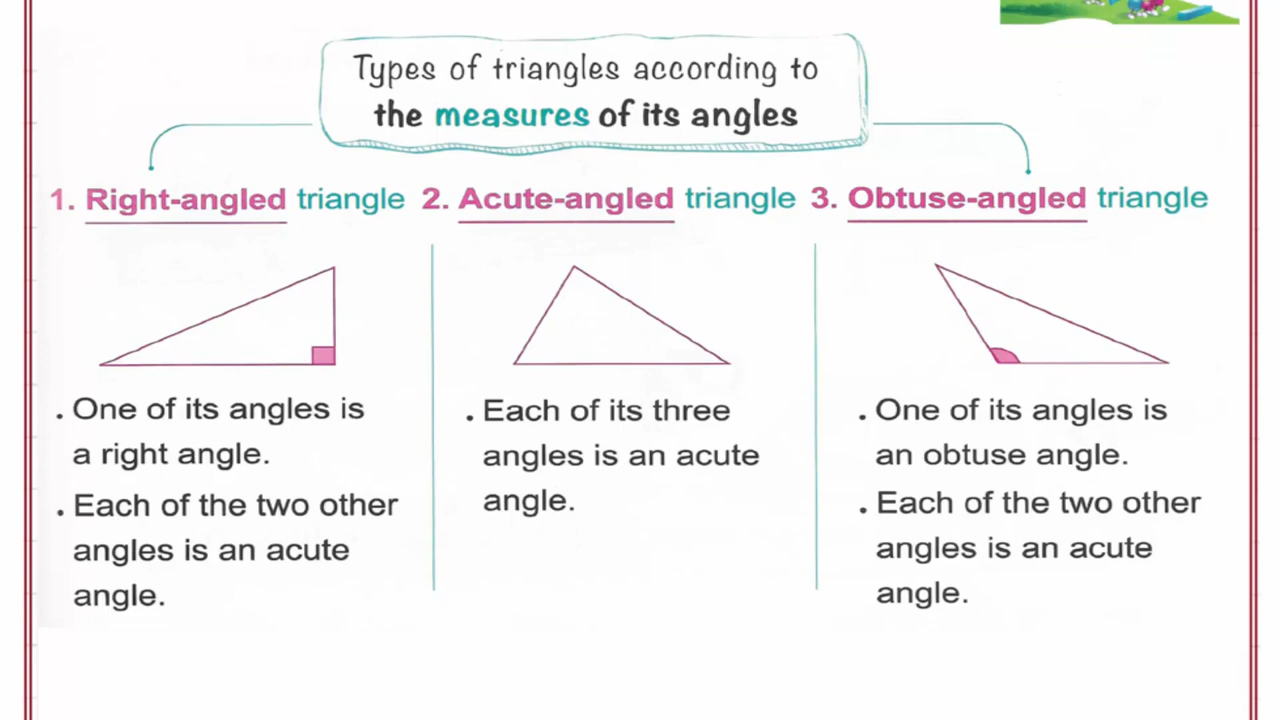 Types of triangles according to
the measures of its angles
1. Right-angled triangle
2. Acute-angled triangle
3. Obtuse-angled triangle
. One of its angles is
a right angle.
. Each of the two other
angles is an acute
angle.
. Each of its three
angles is an acute
angle.
. One of its angles is
an obtuse angle.
. Each of the two other
angles is an acute
angle.